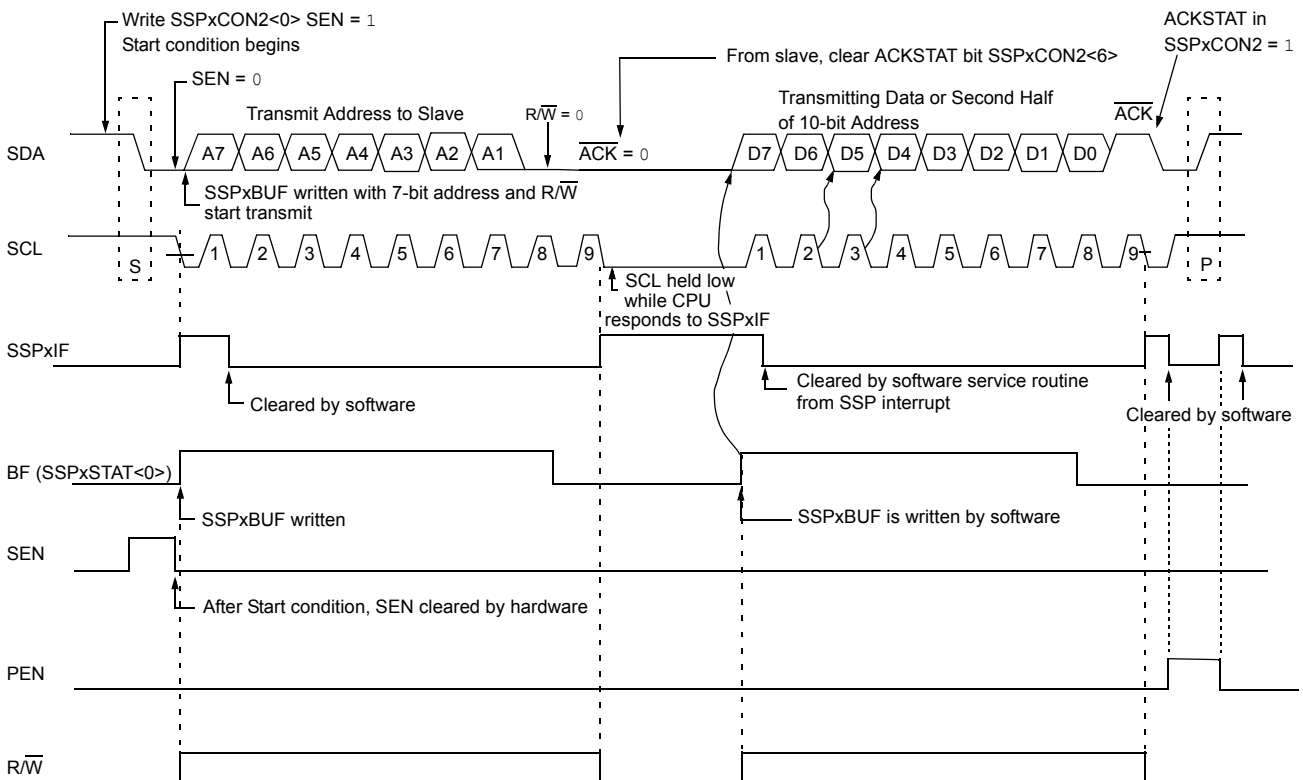 Write SSPxCON2<0> SEN = 1
Start condition begins
ACKSTAT in
SSPxCON2 = 1
From slave, clear ACKSTAT bit SSPxCON2<6>
SEN = 0
Transmit Address to Slave
R/W̅ = 0
Transmitting Data or Second Half
of 10-bit Address
A̅C̅K̅
SDA
A7 A6 A5 A4 A3 A2 A1
A̅C̅K̅ = 0
D7 D6 D5 D4 D3 D2 D1 D0
SSPxBUF written with 7-bit address and R/W̅
start transmit
SCL
S
1 2 3 4 5 6 7 8 9
1 2 3 4 5 6 7 8 9
P
SCL held low
while CPU
responds to SSPxIF
SSPxIF
Cleared by software
Cleared by software service routine
from SSP interrupt
Cleared by software
BF (SSPxSTAT<0>)
SSPxBUF written
SSPxBUF is written by software
SEN
After Start condition, SEN cleared by hardware
PEN
R/W̅